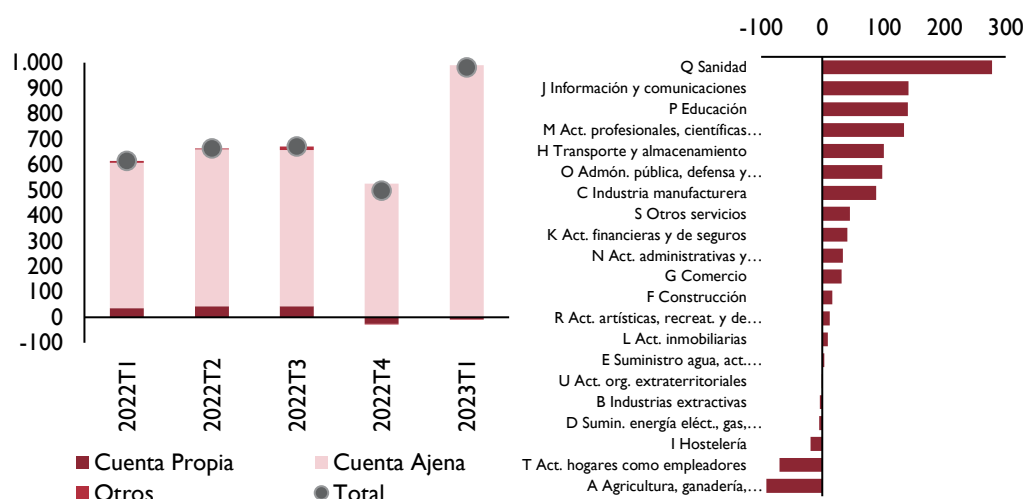 1.000
900
800
700
600
500
400
300
200
100
0
-100
2022T1
2022T2
2022T3
2022T4
2023T1
Cuenta Propia
Cuenta Ajena
Otros
Total
-100 0 100 200 300
Q Sanidad
J Información y comunicaciones
P Educación
M Act. profesionales, científicas…
H Transporte y almacenamiento
O Admón. pública, defensa y…
C Industria manufacturera
S Otros servicios
K Act. financieras y de seguros
N Act. administrativas y…
G Comercio
F Construcción
R Act. artísticas, recreat. y de…
L Act. inmobiliarias
E Suministro agua, act.…
U Act. org. extraterritoriales
B Industrias extractivas
D Sumin. energía eléct., gas,…
I Hostelería
T Act. hogares como empleadores
A Agricultura, ganadería,…